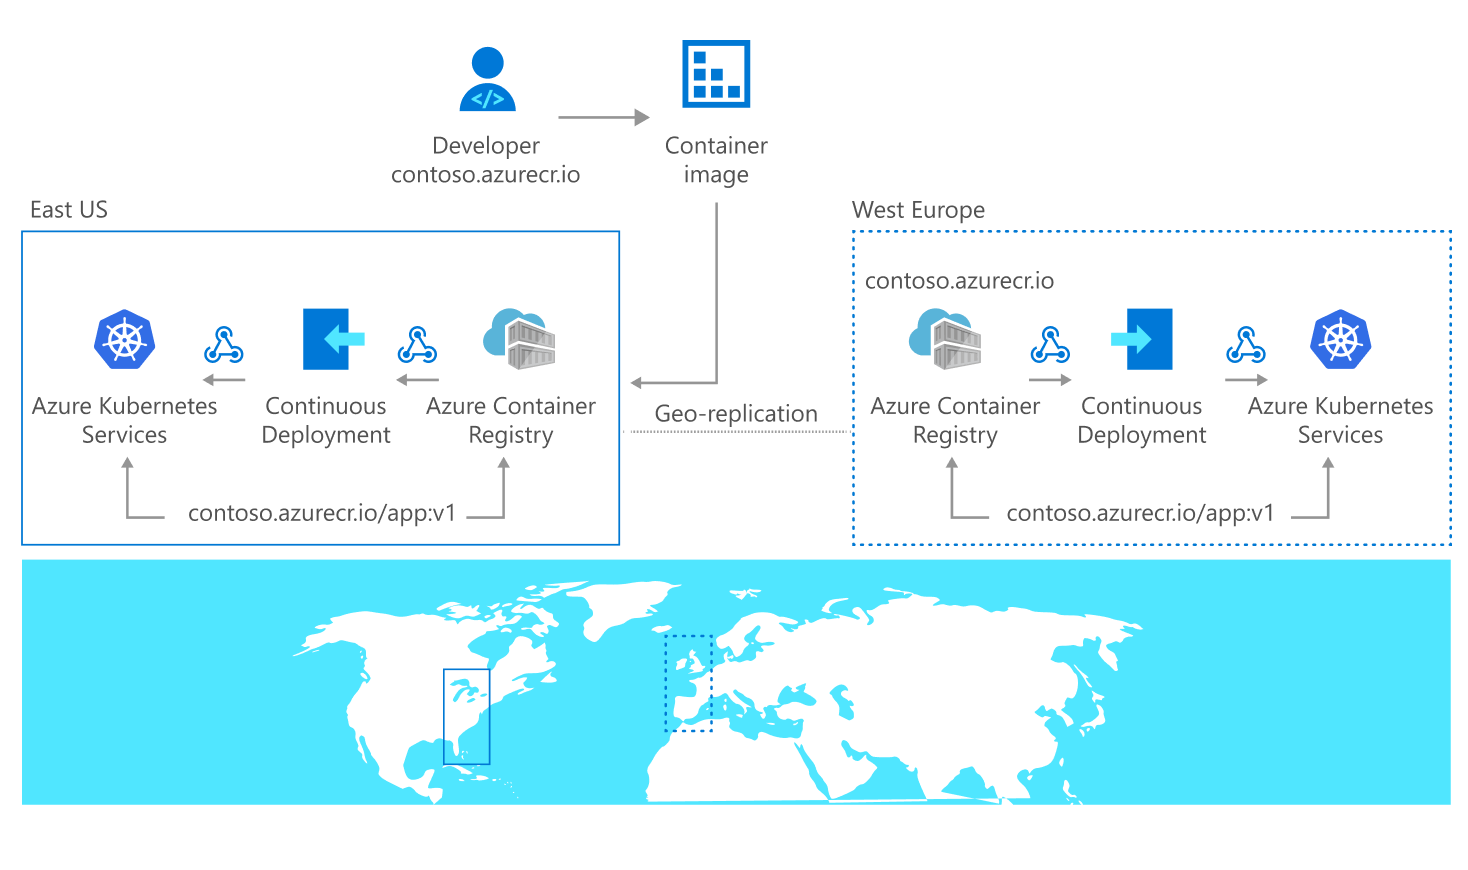 </>
Developer
contoso.azurecr.io
Container
image
East US
Azure Kubernetes
Services
Continuous
Deployment
Azure Container
Registry
contoso.azurecr.io/app:v1
Geo-replication
West Europe
contoso.azurecr.io
Azure Container
Registry
Continuous
Deployment
Azure Kubernetes
Services
contoso.azurecr.io/app:v1